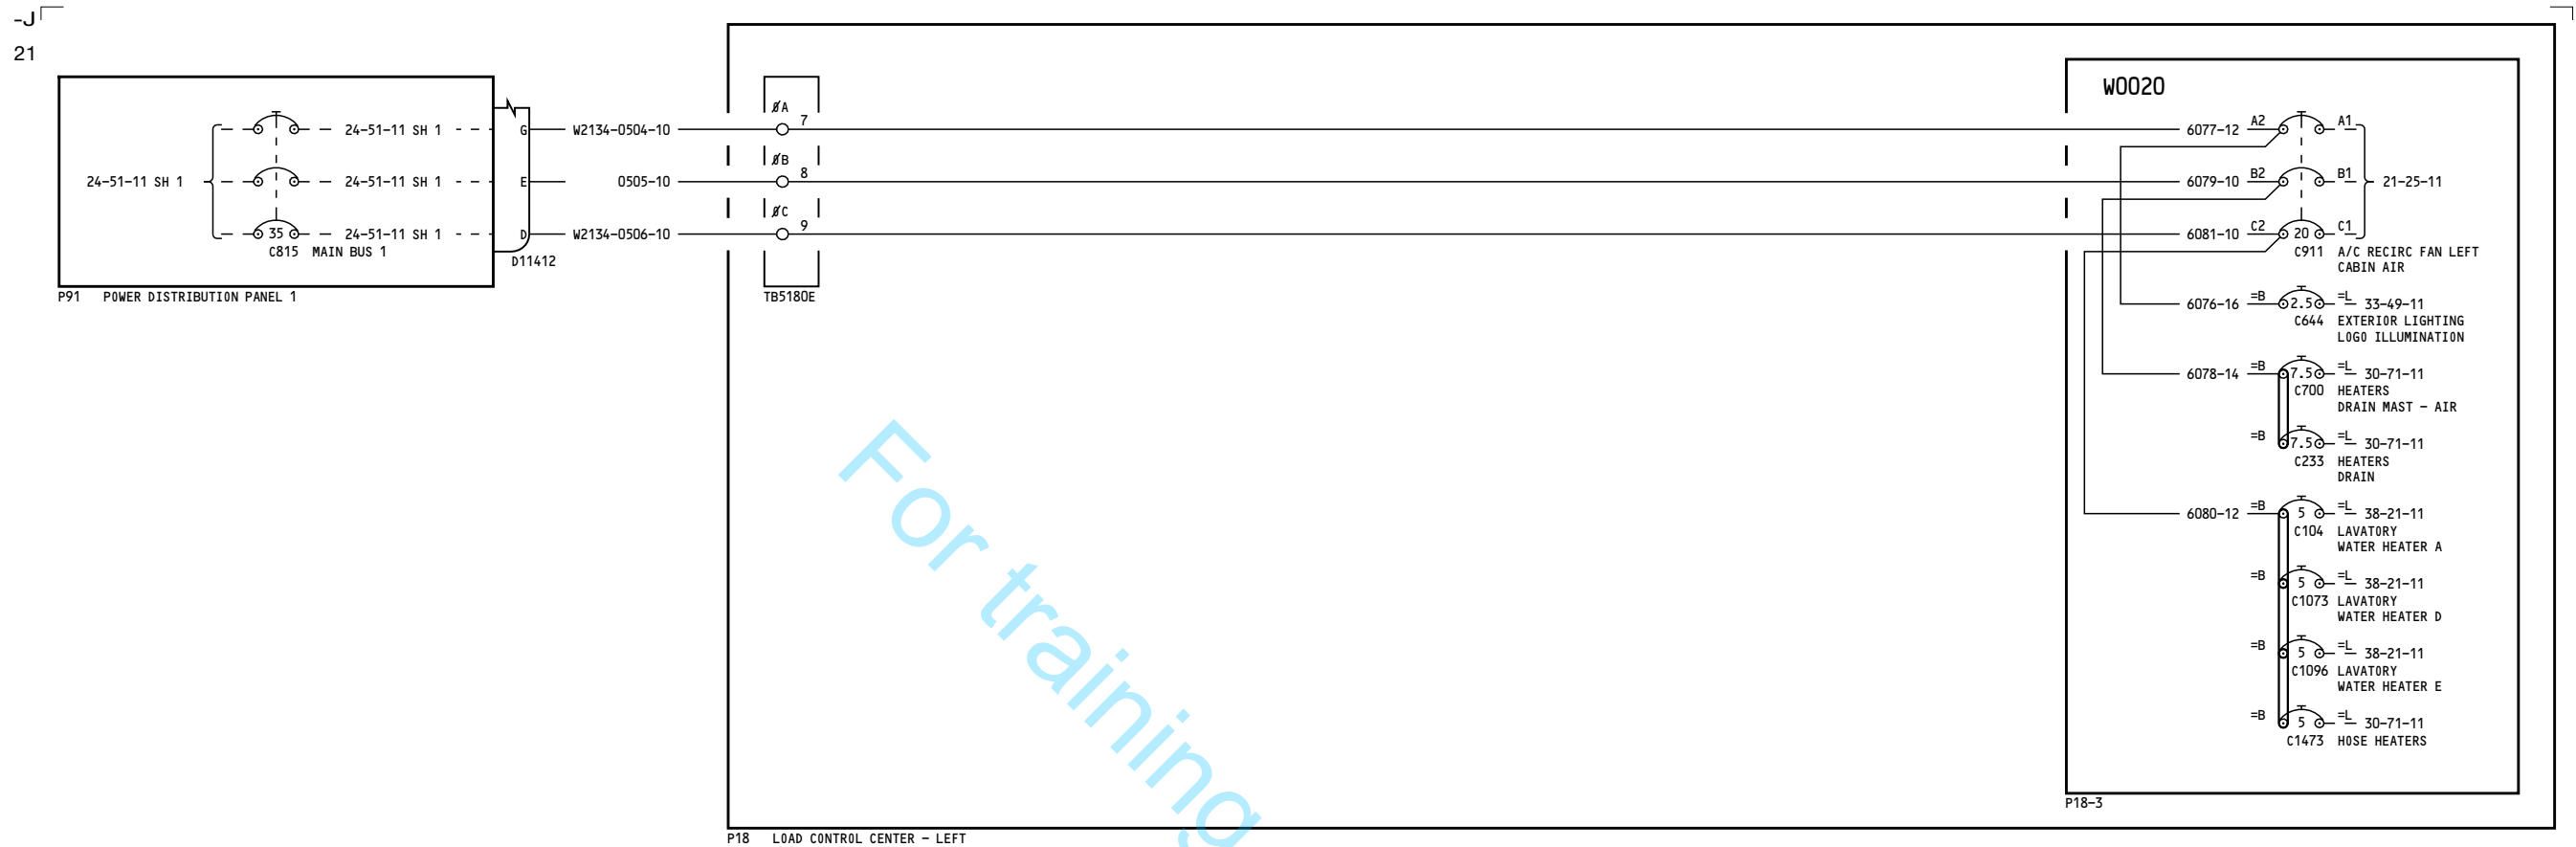 -J
21
24-51-11 SH 1
24-51-11 SH 1
24-51-11 SH 1
24-51-11 SH 1
35
C815 MAIN BUS 1
P91 POWER DISTRIBUTION PANEL 1
G
E
D
D11412
W2134-0504-10
0505-10
W2134-0506-10
ØA
7
ØB
8
ØC
9
TB5180E
W0020
6077-12 A2 A1
6079-10 B2 B1 21-25-11
6081-10 C2 20 C1
C911 A/C RECIRC FAN LEFT
CABIN AIR
6076-16 =B 2.5 =L 33-49-11
C644 EXTERIOR LIGHTING
LOGO ILLUMINATION
6078-14 =B 7.5 =L 30-71-11
C700 HEATERS
DRAIN MAST - AIR
=B 7.5 =L 30-71-11
C233 HEATERS
DRAIN
6080-12 =B 5 =L 38-21-11
C104 LAVATORY
WATER HEATER A
=B 5 =L 38-21-11
C1073 LAVATORY
WATER HEATER D
=B 5 =L 38-21-11
C1096 LAVATORY
WATER HEATER E
=B 5 =L 30-71-11
C1473 HOSE HEATERS
P18-3
P18 LOAD CONTROL CENTER - LEFT
For training